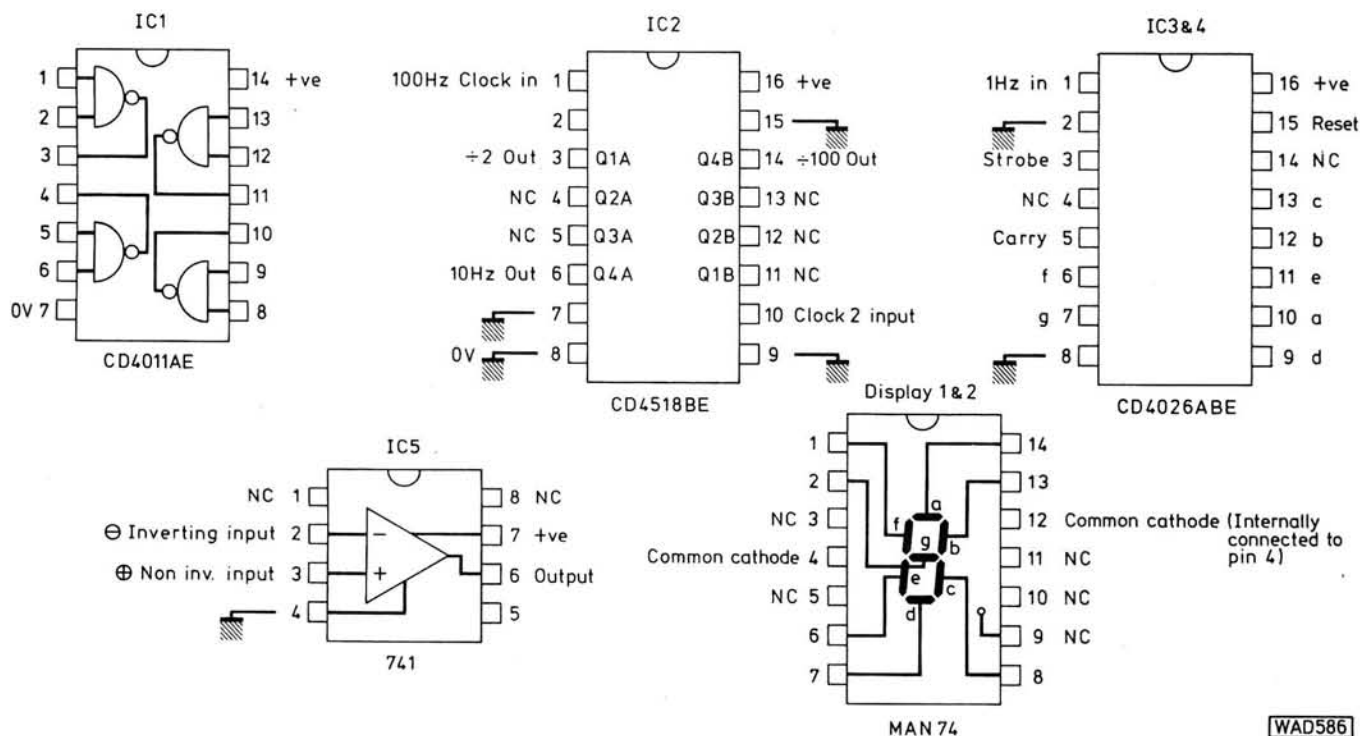 IC1
1
2
3
4
5
6
0V 7
14 +ve
13
12
11
10
9
8
CD4011AE
IC2
100Hz Clock in 1
2
÷2 Out 3 Q1A
NC 4 Q2A
NC 5 Q3A
10Hz Out 6 Q4A
7
0V 8
16 +ve
15
Q4B 14 ÷100 Out
Q3B 13 NC
Q2B 12 NC
Q1B 11 NC
10 Clock 2 input
9
CD4518BE
IC3&4
1Hz in 1
2
Strobe 3
NC 4
Carry 5
f 6
g 7
8
16 +ve
15 Reset
14 NC
13 c
12 b
11 e
10 a
9 d
CD4026ABE
IC5
NC 1
⊖ Inverting input 2
⊕ Non inv. input 3
4
8 NC
7 +ve
6 Output
5
−
+
741
Display 1&2
1
2
NC 3
Common cathode 4
NC 5
6
7
a
f
g
b
e
c
d
14
13
12 Common cathode (Internally
connected to
pin 4)
11 NC
10 NC
9 NC
8
MAN 74
WAD586